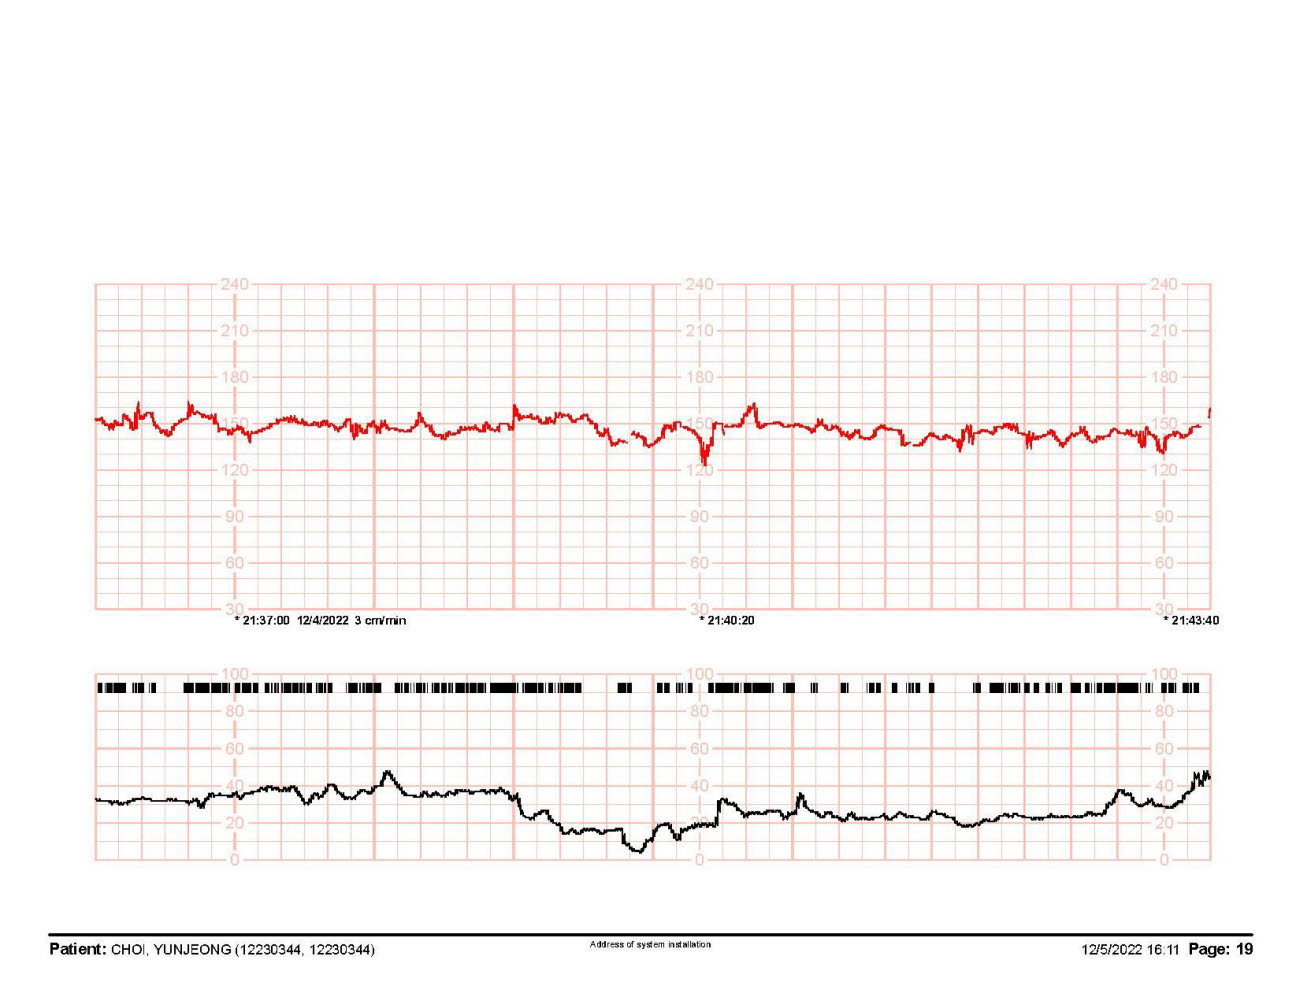 240 240 240
210 210 210
180 180 180
150 150 150
120 120 120
90 90 90
60 60 60
30 30 30
* 21:37:00 12/4/2022 3 cm/min * 21:40:20 * 21:43:40
100 100 100
80 80 80
60 60 60
40 40 40
20 20 20
0 0 0
Patient: CHOI, YUNJEONG (12230344, 12230344) Address of system installation 12/5/2022 16:11 Page: 19